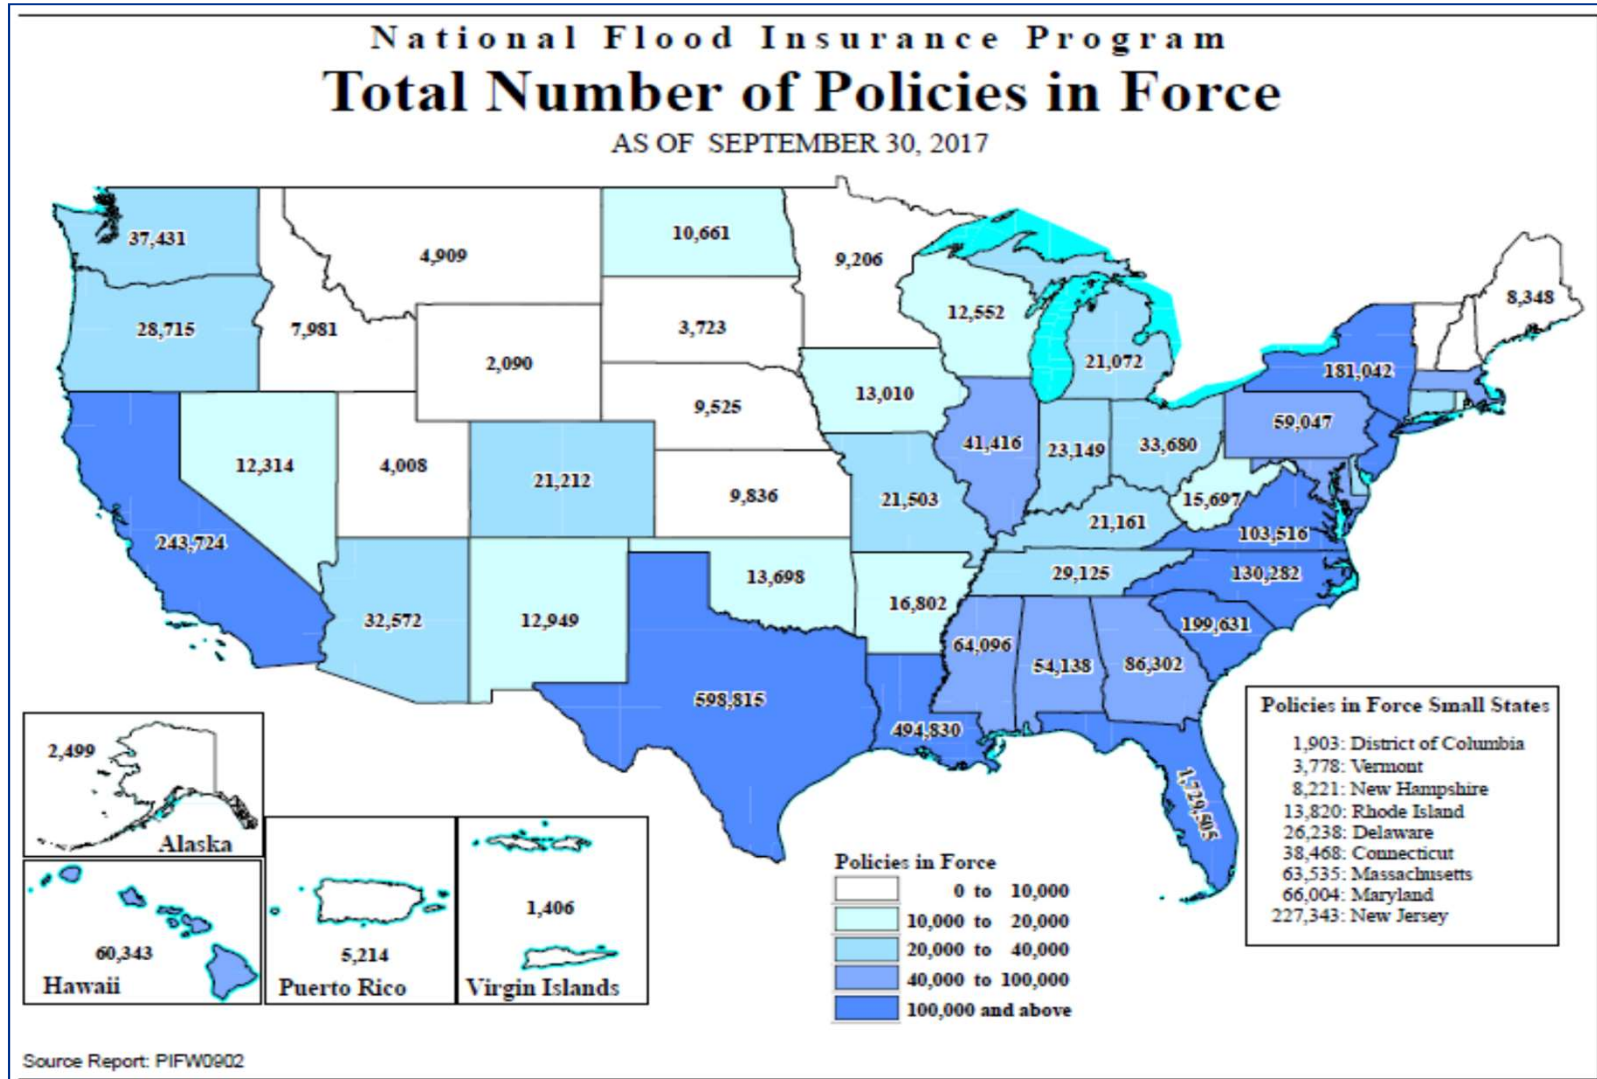 National Flood Insurance Program
Total Number of Policies in Force
AS OF SEPTEMBER 30, 2017
37,431
4,909
10,661
9,206
8,348
28,715
7,981
2,090
3,723
12,552
21,072
181,042
9,525
13,010
59,047
12,314
4,008
21,212
9,836
21,503
41,416
23,149
33,680
15,697
21,161
103,516
243,724
32,572
12,949
13,698
16,802
29,125
130,282
199,631
64,096
54,138
86,302
598,815
494,830
1,729,505
Policies in Force Small States
1,903: District of Columbia
3,778: Vermont
8,221: New Hampshire
13,820: Rhode Island
26,238: Delaware
38,468: Connecticut
63,535: Massachusetts
66,004: Maryland
227,343: New Jersey
2,499
Alaska
60,343
Hawaii
5,214
Puerto Rico
1,406
Virgin Islands
Policies in Force
0 to 10,000
10,000 to 20,000
20,000 to 40,000
40,000 to 100,000
100,000 and above
Source Report: PIFW0902